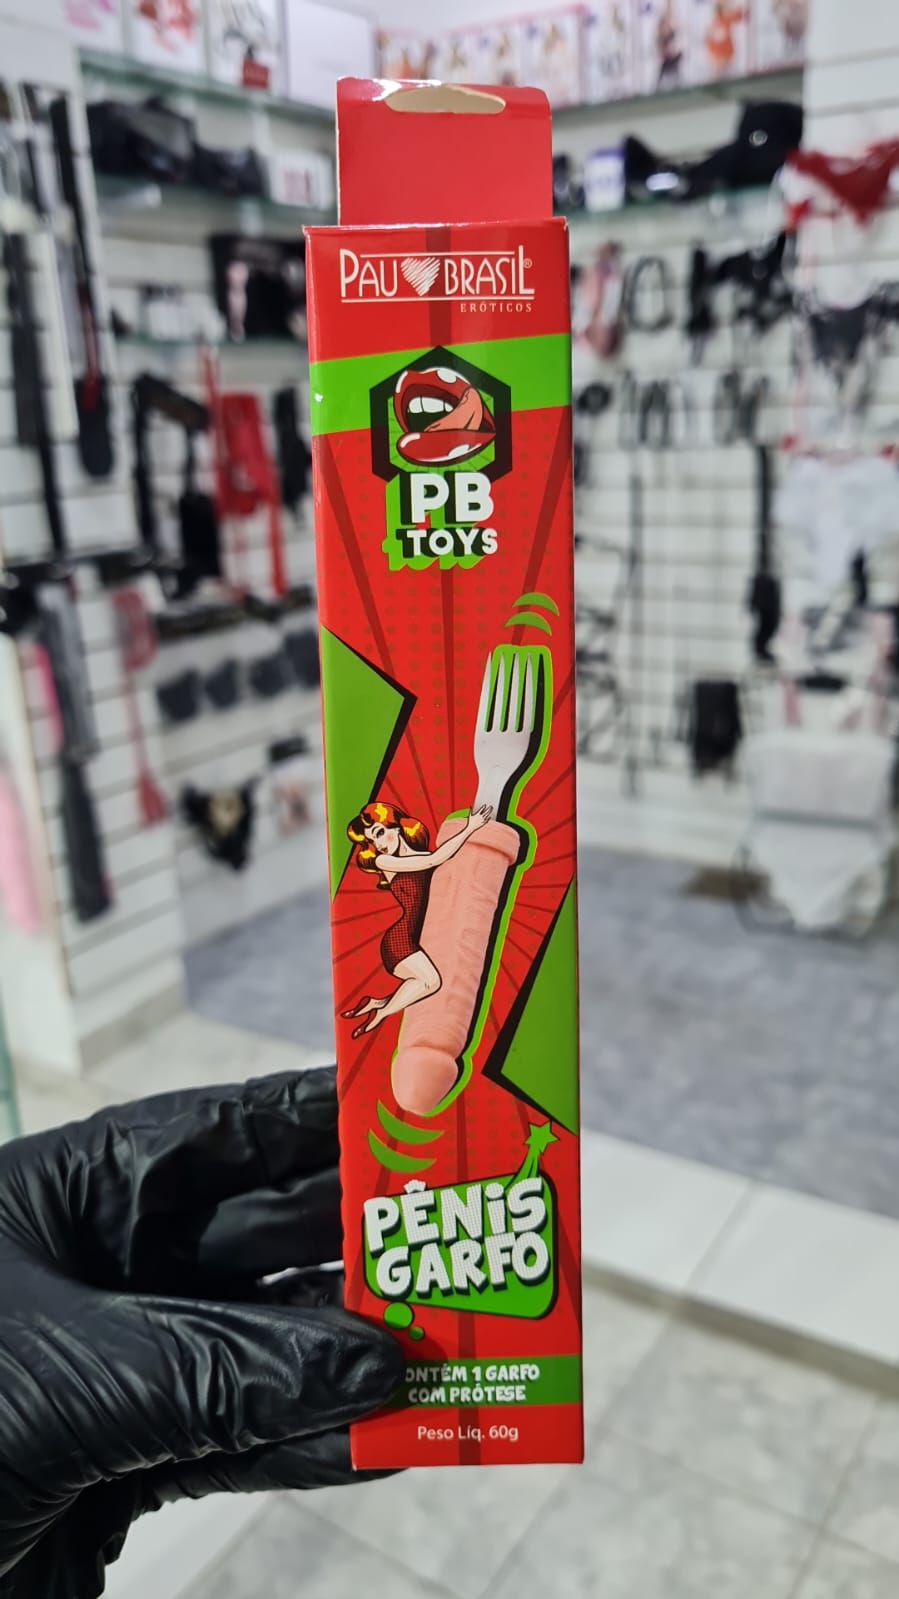 PAU BRASIL®
ERÓTICOS
PB
TOYS
PÊNIS
GARFO
ONTÉM 1 GARFO
COM PRÓTESE
Peso Líq. 60g